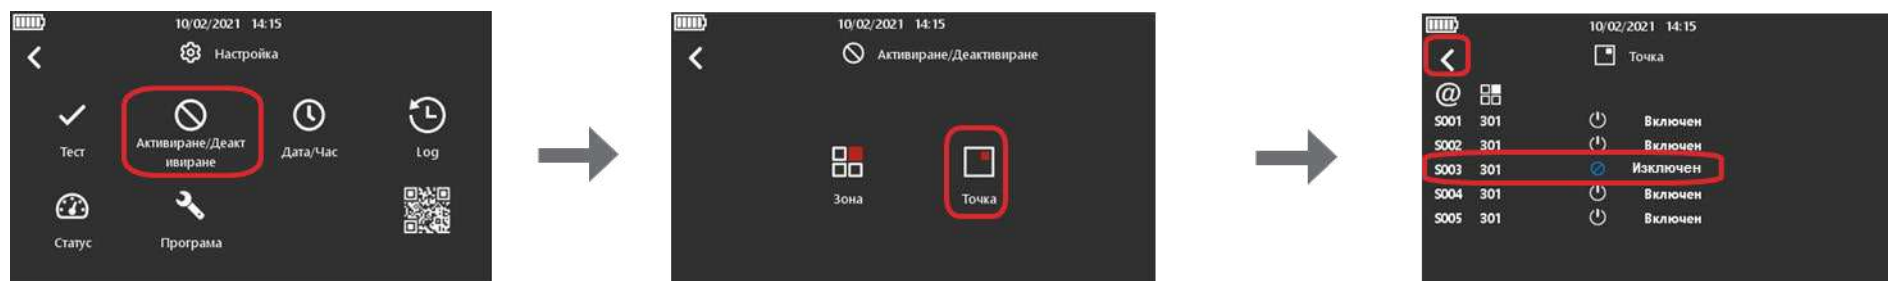 10/02/2021 14:15
Настройка
Тест
Активиране/Деакт
ивиране
Дата/Час
Log
Статус
Програма
10/02/2021 14:15
Активиране/Деактивиране
Зона
Точка
10/02/2021 14:15
Точка
@
S001 301 Включен
S002 301 Включен
S003 301 Изключен
S004 301 Включен
S005 301 Включен